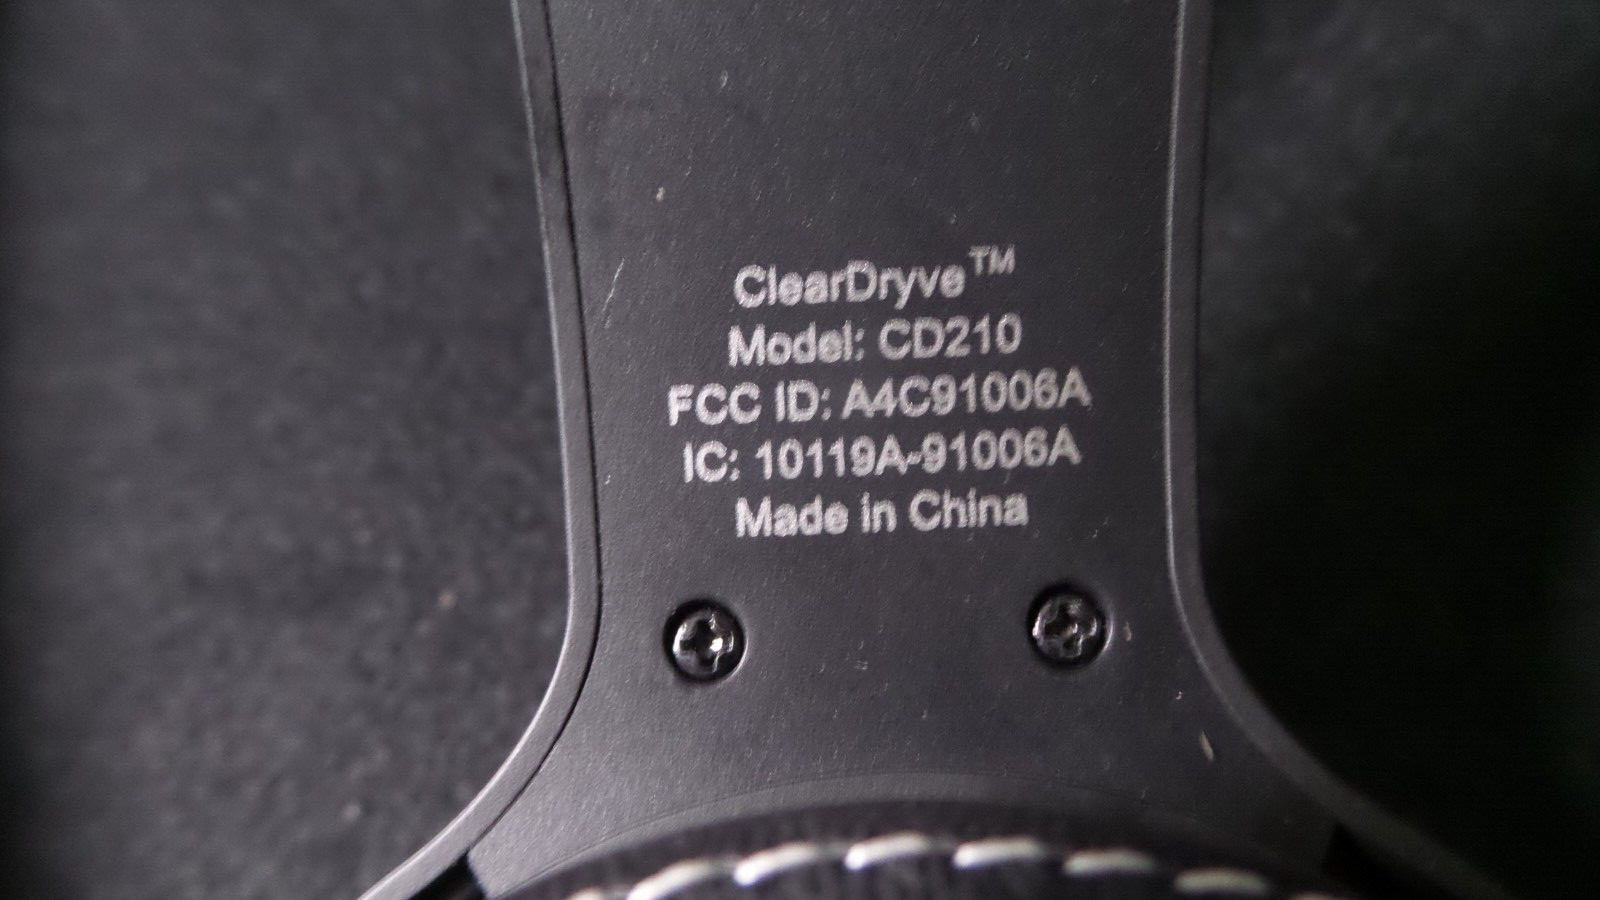 ClearDryve™
Model: CD210
FCC ID: A4C91006A
IC: 10119A-91006A
Made in China